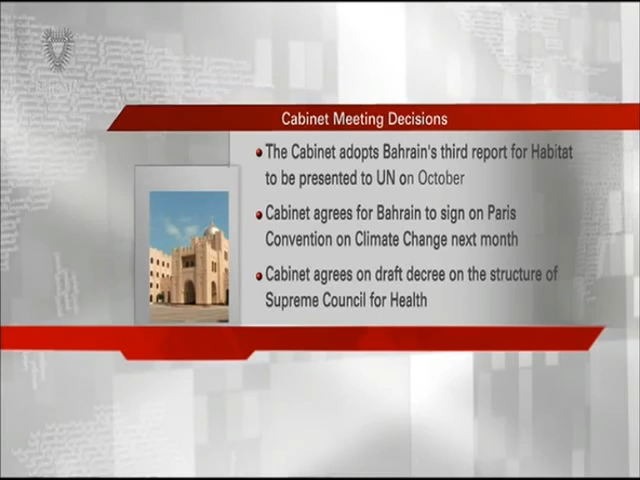 Cabinet Meeting Decisions
The Cabinet adopts Bahrain's third report for Habitat
to be presented to UN on October
Cabinet agrees for Bahrain to sign on Paris
Convention on Climate Change next month
Cabinet agrees on draft decree on the structure of
Supreme Council for Health